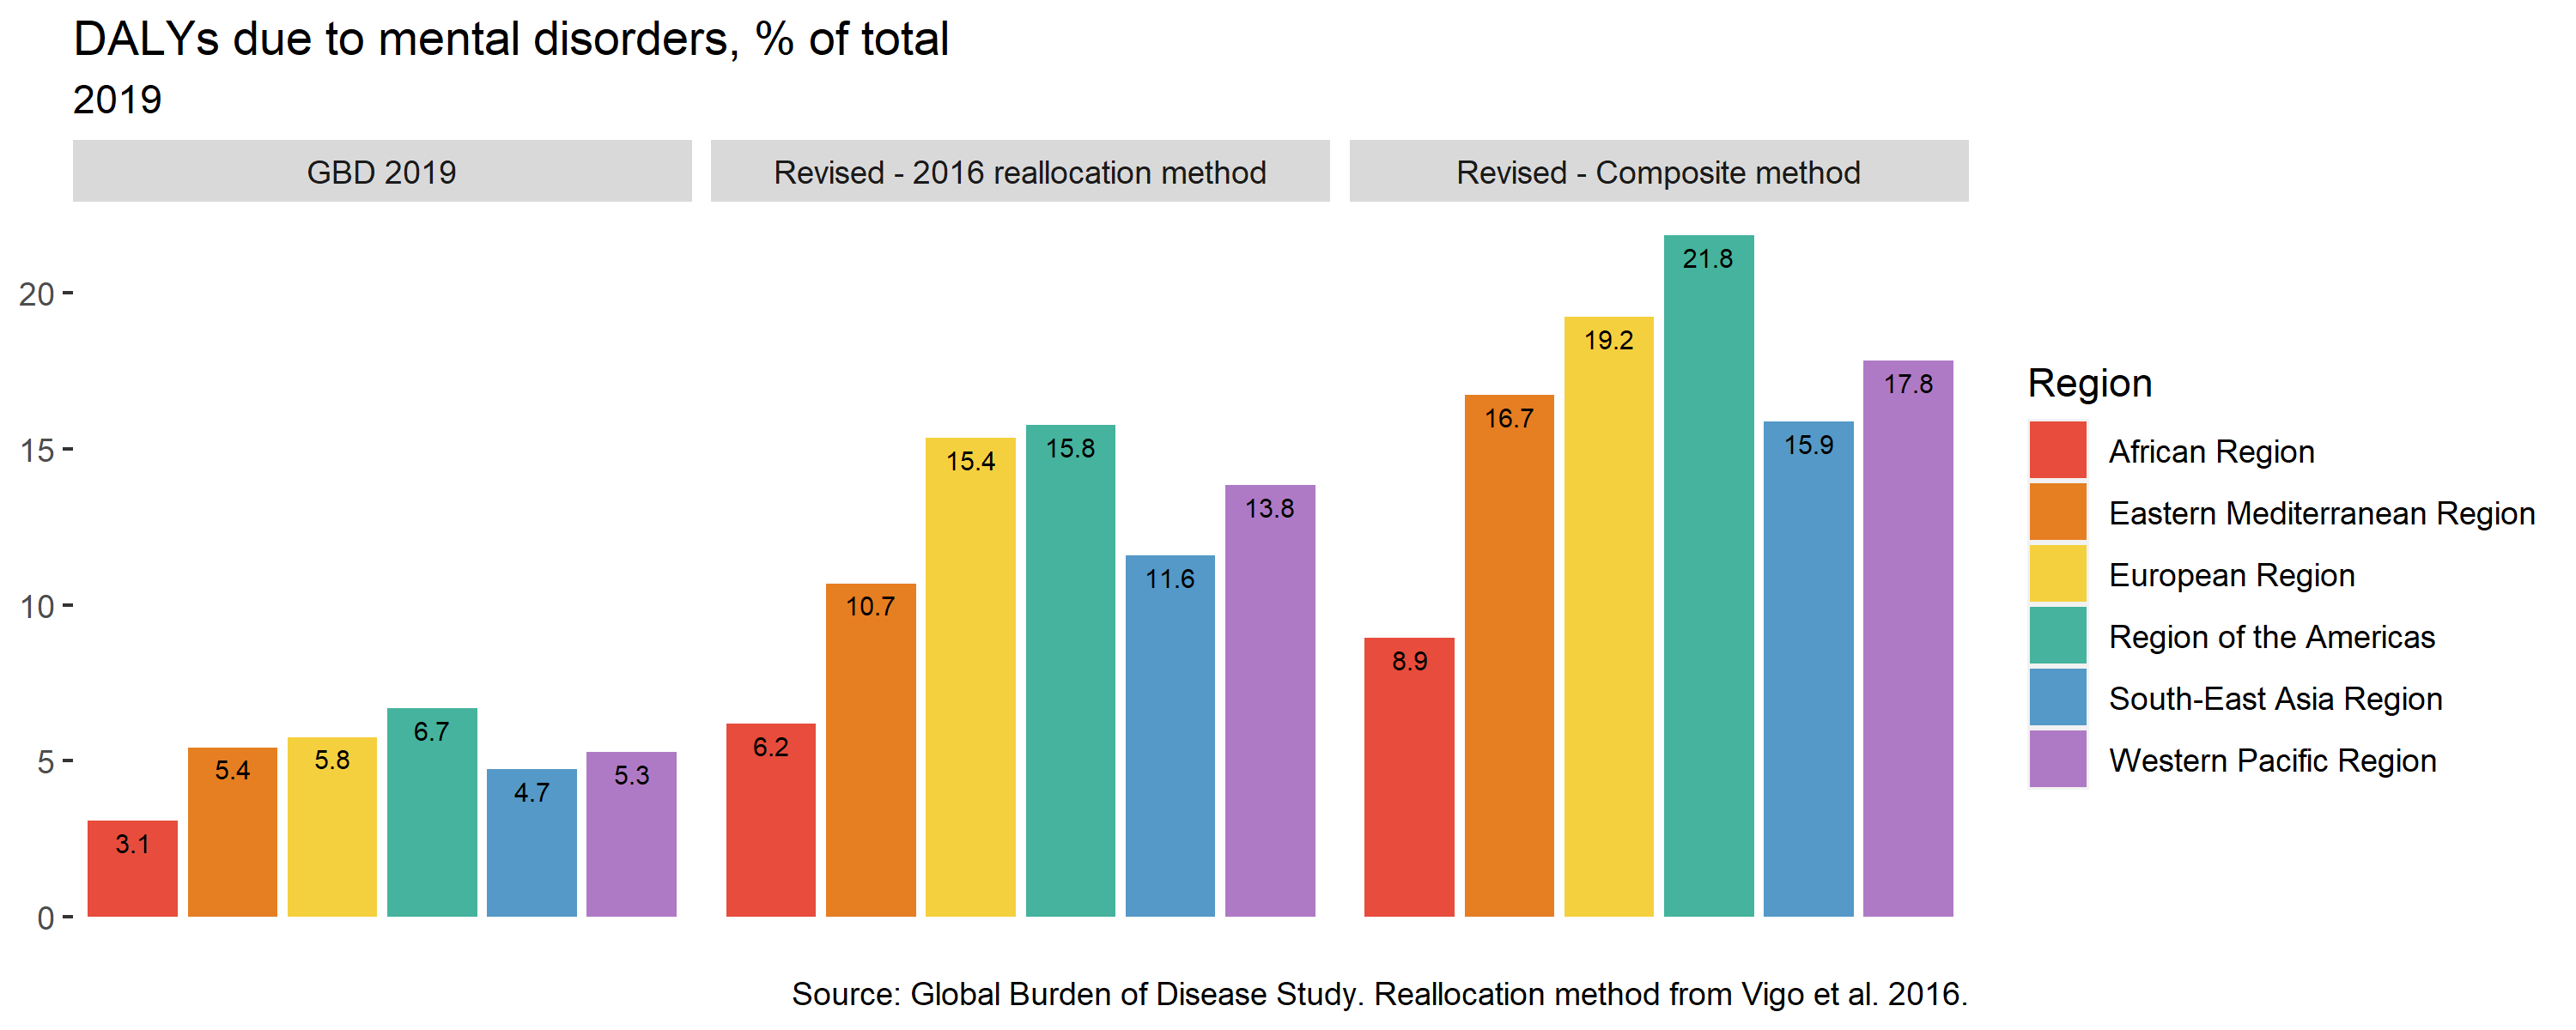 DALYs due to mental disorders, % of total
2019
GBD 2019
Revised - 2016 reallocation method
Revised - Composite method
20
15
10
5
0
3.1
5.4
5.8
6.7
4.7
5.3
6.2
10.7
15.4
15.8
11.6
13.8
8.9
16.7
19.2
21.8
15.9
17.8
Region
African Region
Eastern Mediterranean Region
European Region
Region of the Americas
South-East Asia Region
Western Pacific Region
Source: Global Burden of Disease Study. Reallocation method from Vigo et al. 2016.